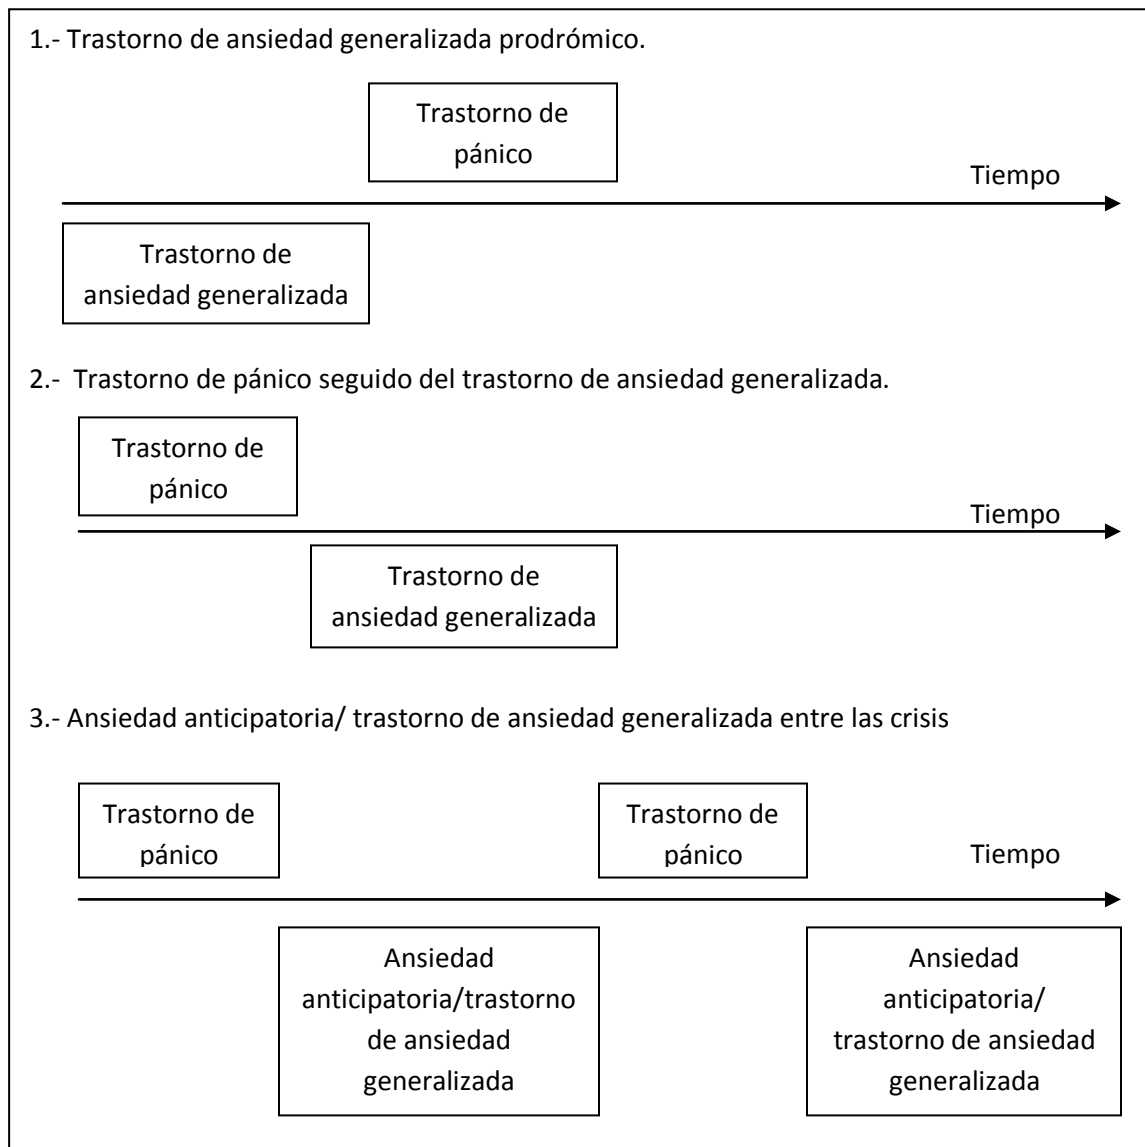 1.- Trastorno de ansiedad generalizada prodrómico.
Trastorno de
pánico
Tiempo
Trastorno de
ansiedad generalizada
2.-  Trastorno de pánico seguido del trastorno de ansiedad generalizada.
Trastorno de
pánico
Tiempo
Trastorno de
ansiedad generalizada
3.- Ansiedad anticipatoria/ trastorno de ansiedad generalizada entre las crisis
Trastorno de
pánico
Trastorno de
pánico
Tiempo
Ansiedad
anticipatoria/trastorno
de ansiedad
generalizada
Ansiedad
anticipatoria/
trastorno de ansiedad
generalizada